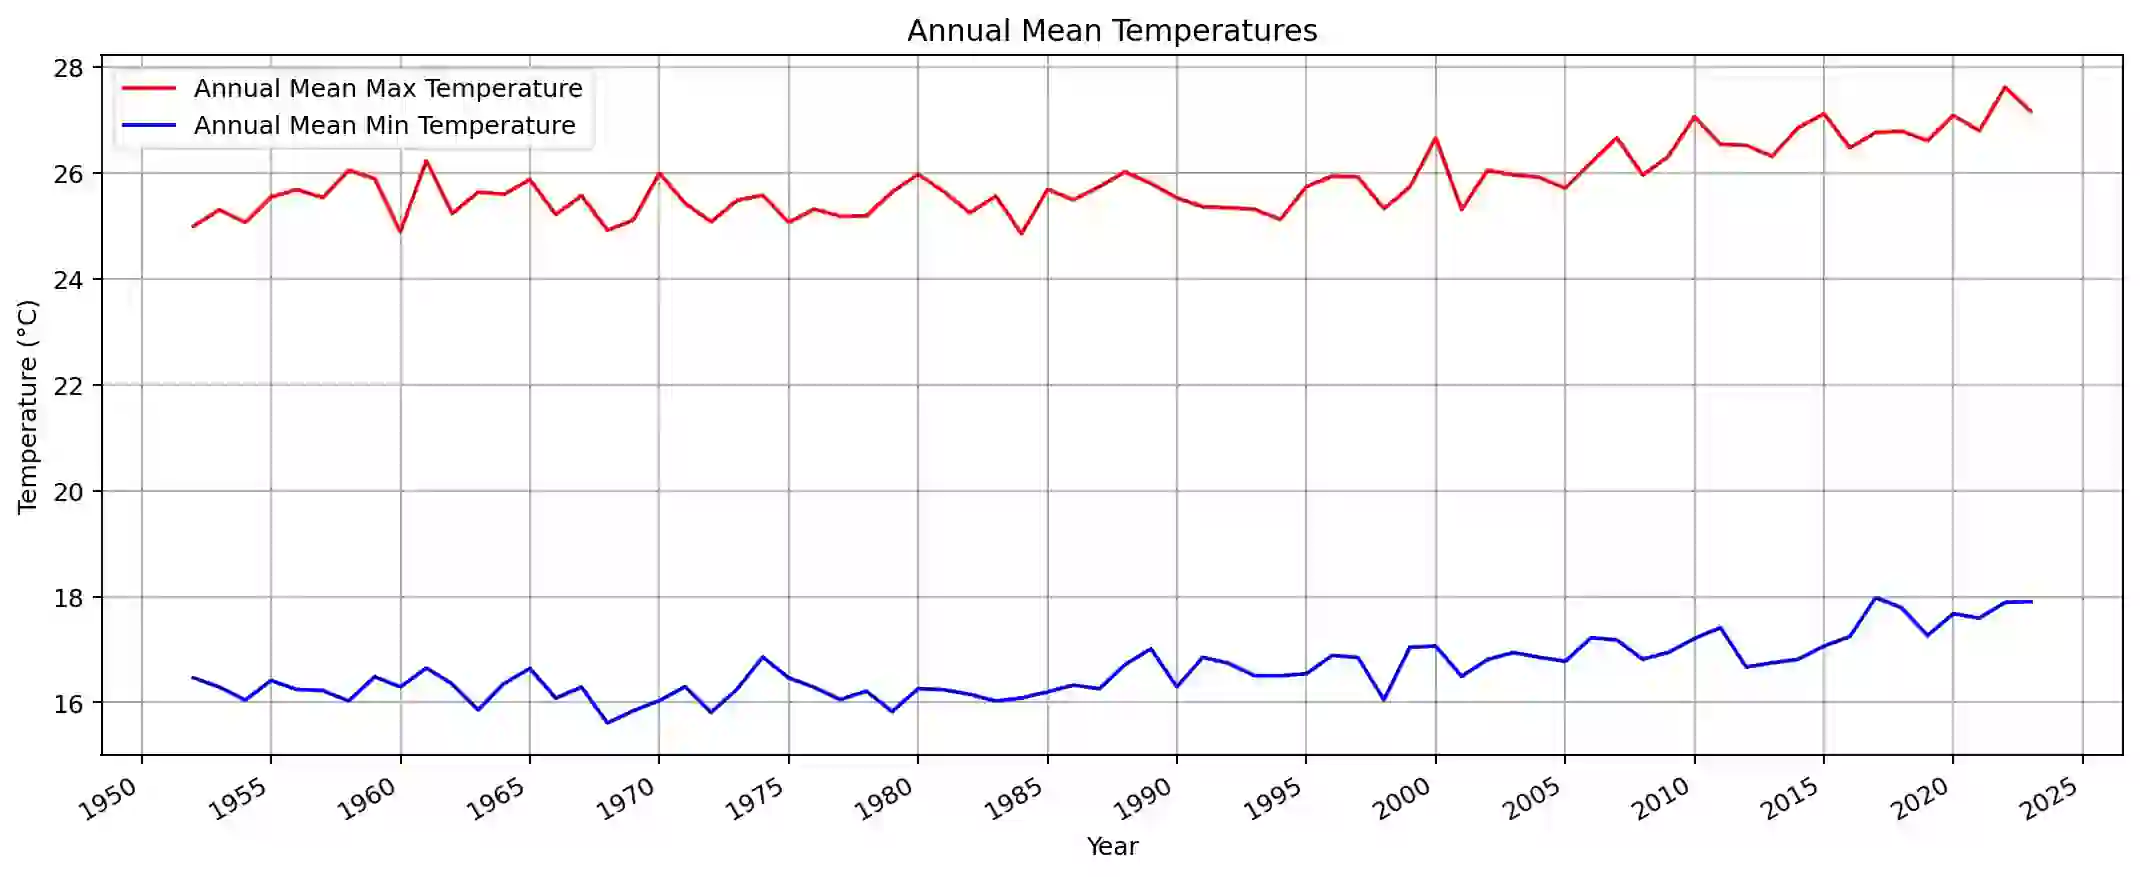 Annual Mean Temperatures
Annual Mean Max Temperature
Annual Mean Min Temperature
Temperature (°C)
28
26
24
22
20
18
16
1950 1955 1960 1965 1970 1975 1980 1985 1990 1995 2000 2005 2010 2015 2020 2025
Year